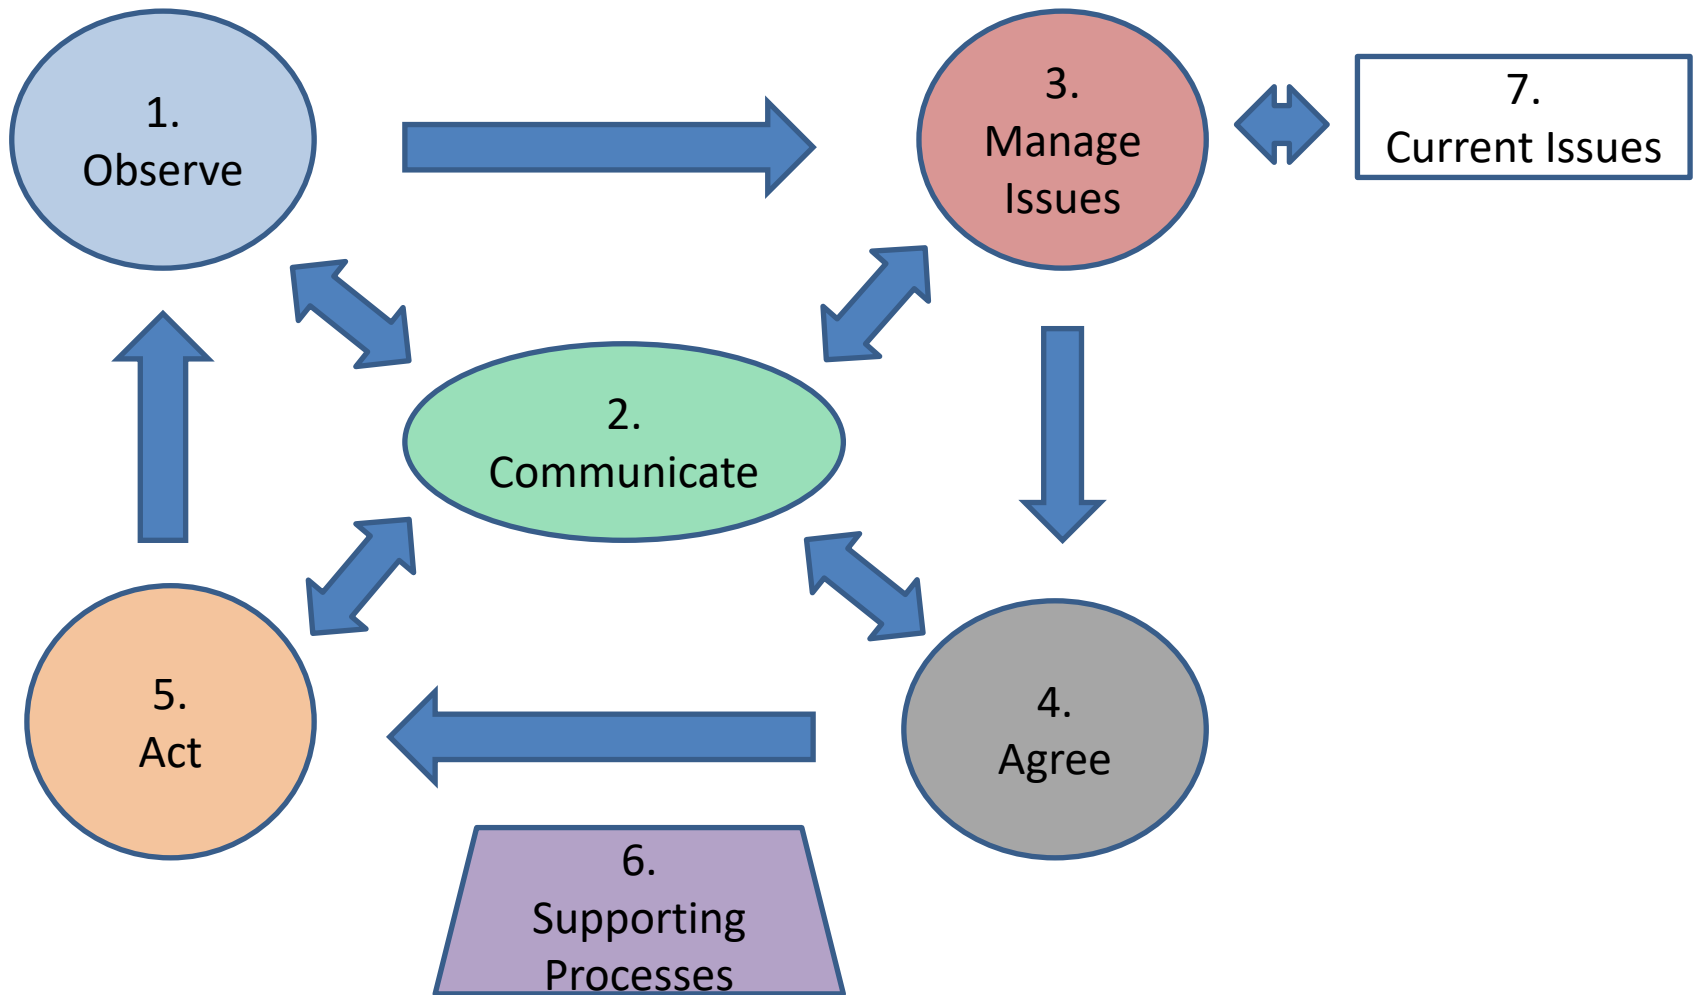 1.
Observe
3.
Manage
Issues
7.
Current Issues
2.
Communicate
5.
Act
4.
Agree
6.
Supporting
Processes